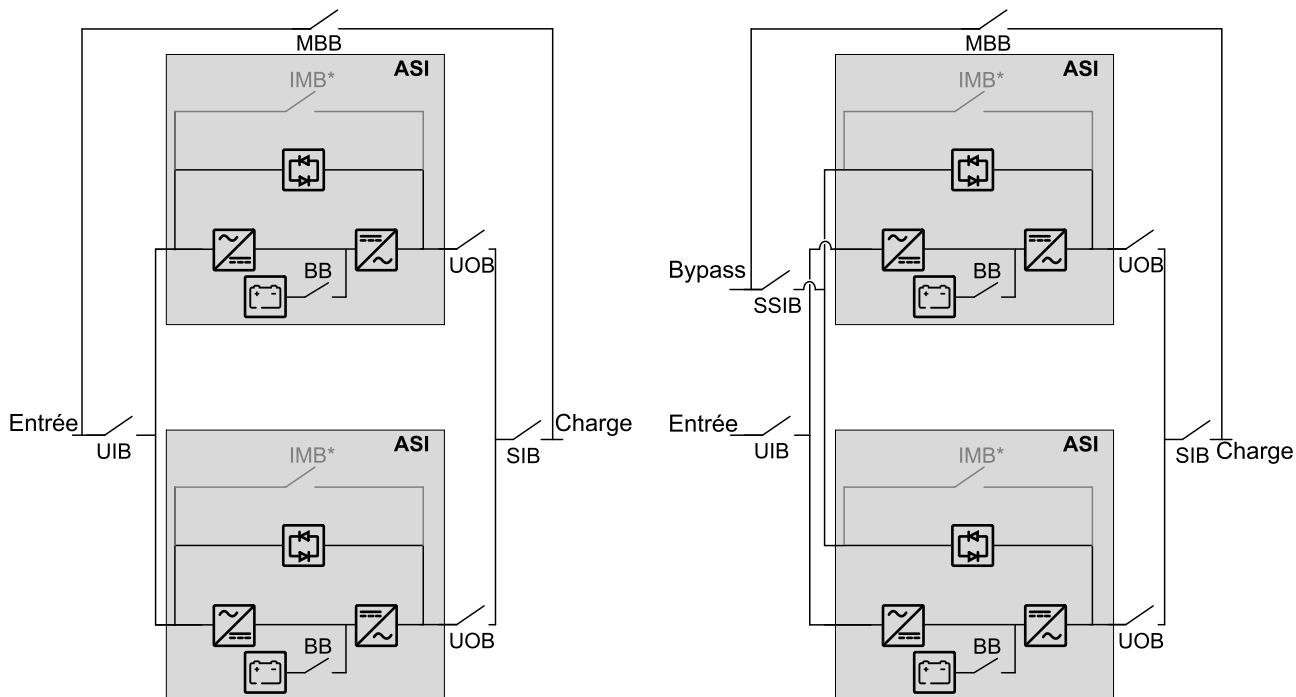 MBB
ASI
IMB*
BB
UOB
Entrée
UIB
SIB
Charge
ASI
IMB*
BB
UOB
MBB
ASI
IMB*
BB
UOB
Bypass
SSIB
Entrée
UIB
SIB
Charge
ASI
IMB*
BB
UOB